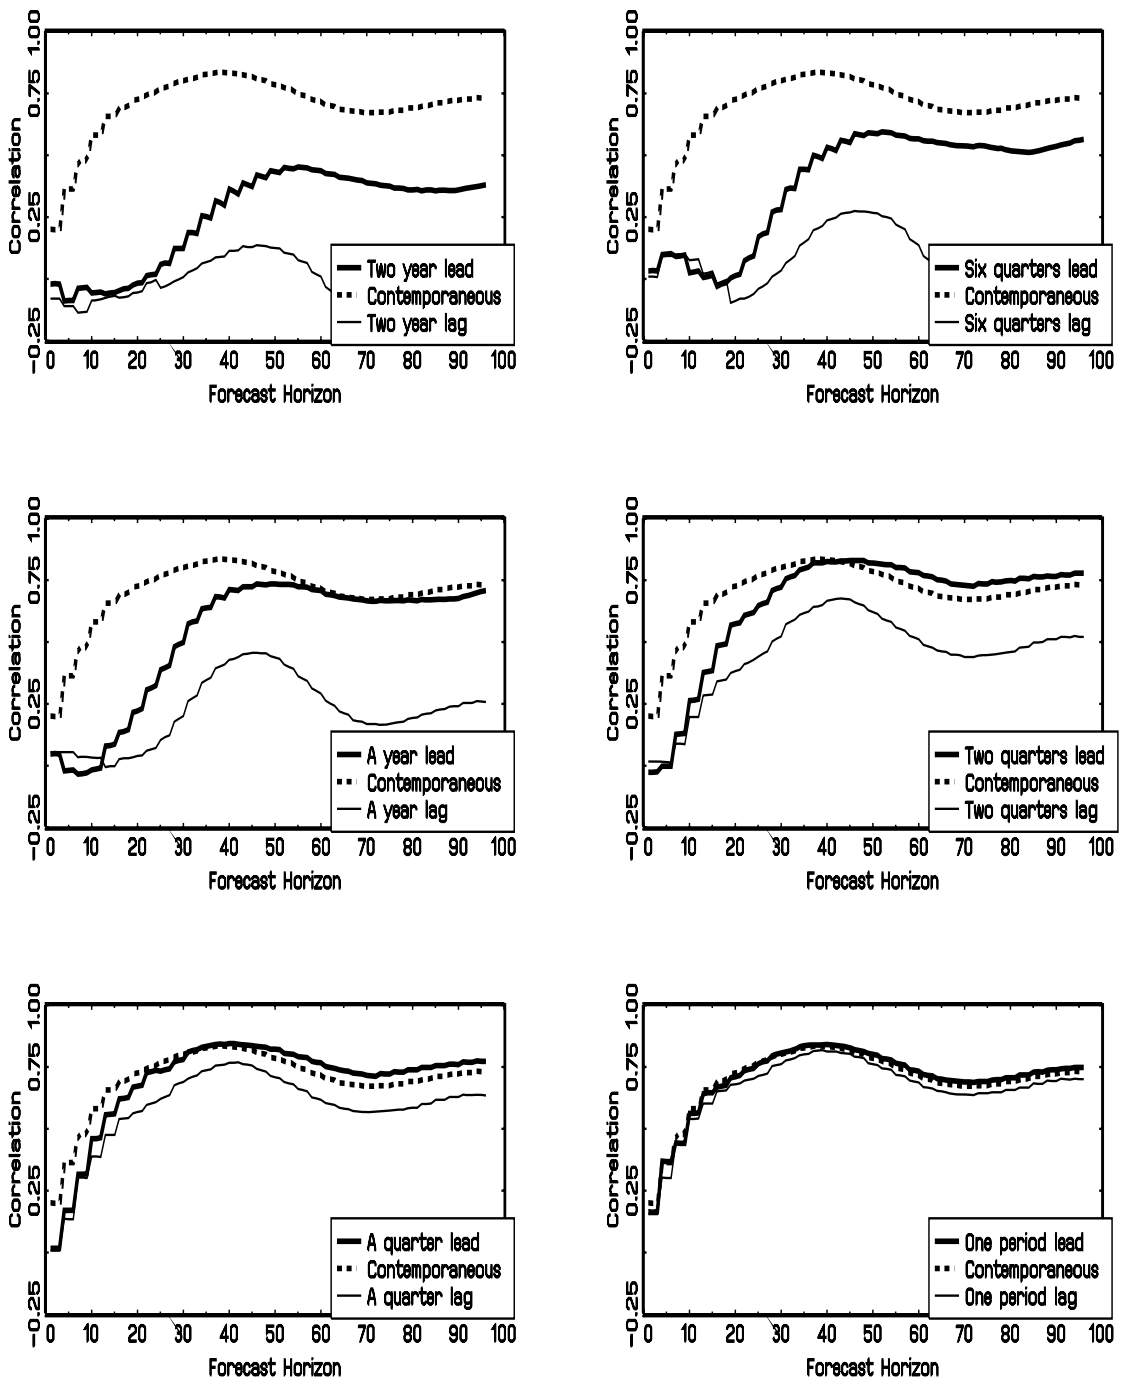 Correlation
-0.25 0.25 0.75 1.00
Two year lead
Contemporaneous
Two year lag
0 10 20 30 40 50 60 70 80 90 100
Forecast Horizon
Correlation
-0.25 0.25 0.75 1.00
Six quarters lead
Contemporaneous
Six quarters lag
0 10 20 30 40 50 60 70 80 90 100
Forecast Horizon
Correlation
-0.25 0.25 0.75 1.00
A year lead
Contemporaneous
A year lag
0 10 20 30 40 50 60 70 80 90 100
Forecast Horizon
Correlation
-0.25 0.25 0.75 1.00
Two quarters lead
Contemporaneous
Two quarters lag
0 10 20 30 40 50 60 70 80 90 100
Forecast Horizon
Correlation
-0.25 0.25 0.75 1.00
A quarter lead
Contemporaneous
A quarter lag
0 10 20 30 40 50 60 70 80 90 100
Forecast Horizon
Correlation
-0.25 0.25 0.75 1.00
One period lead
Contemporaneous
One period lag
0 10 20 30 40 50 60 70 80 90 100
Forecast Horizon